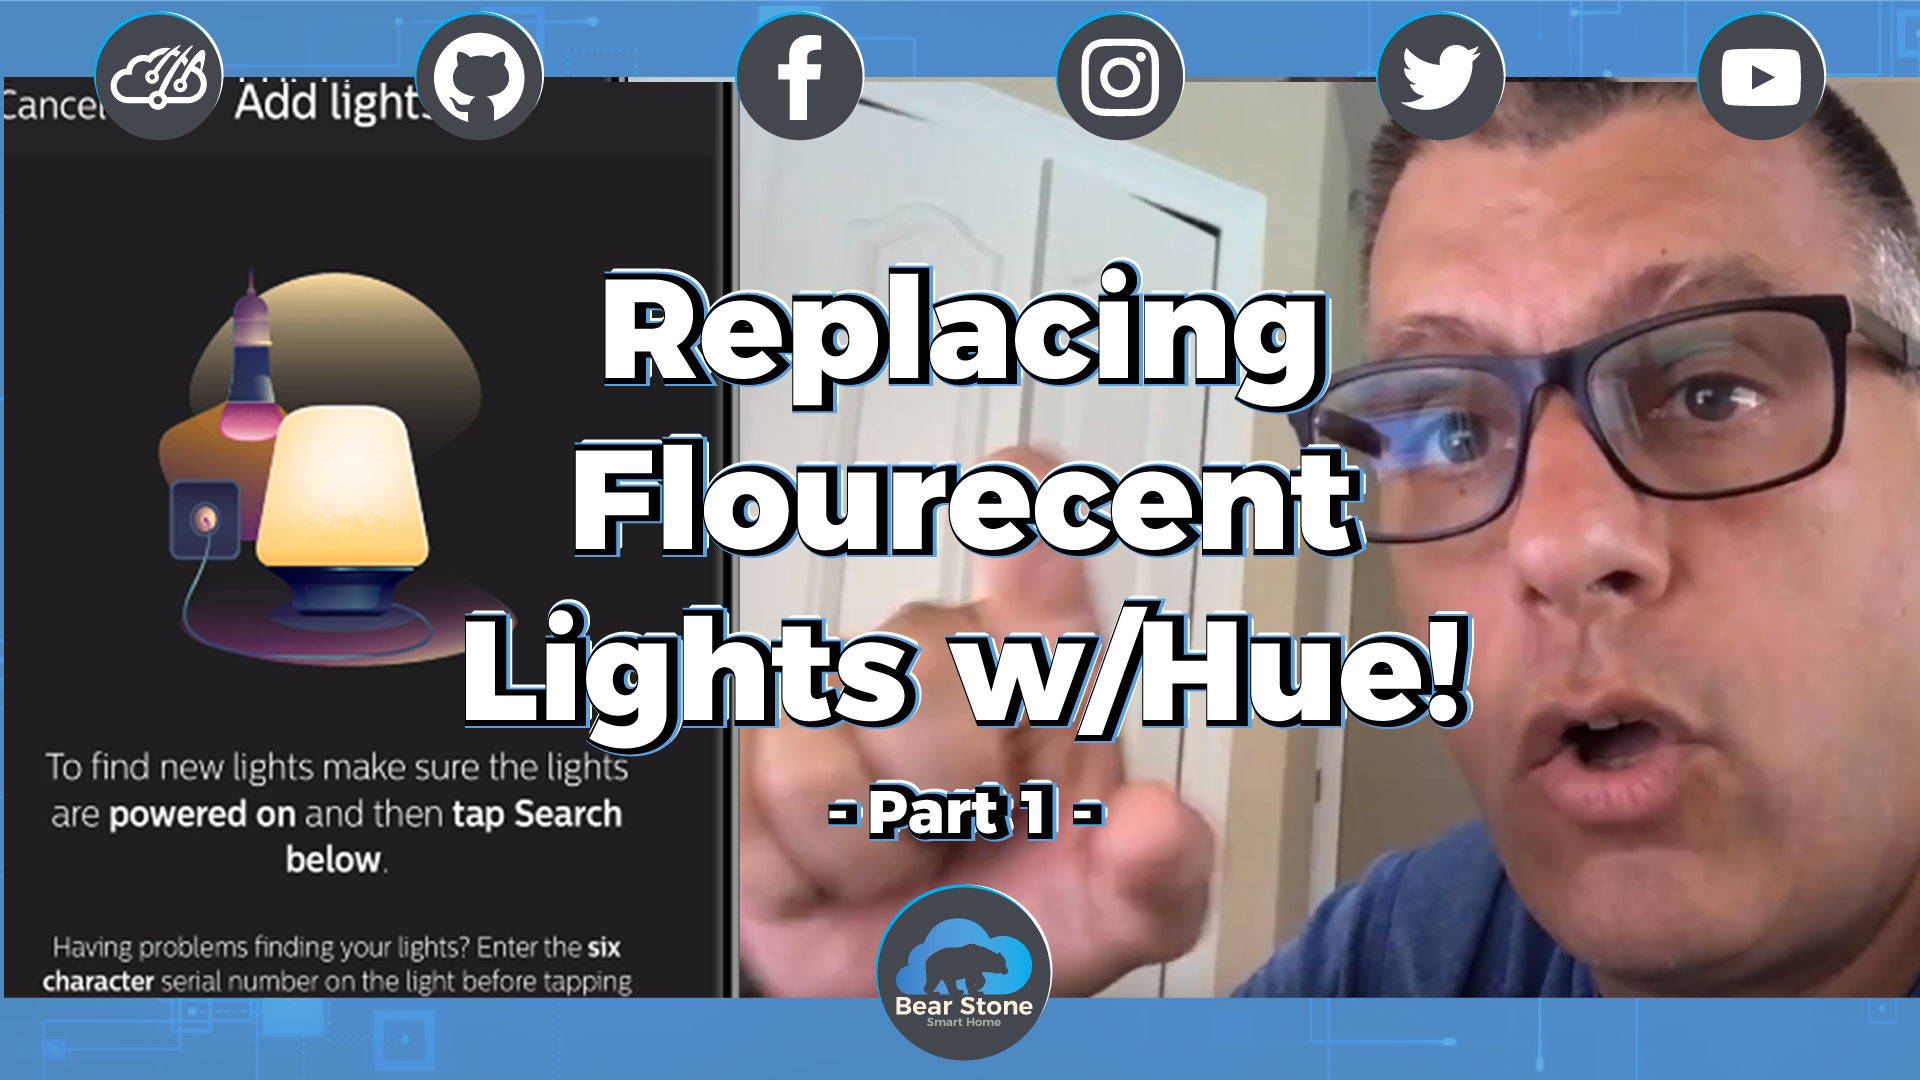 Cancel
Add lights
Replacing
Flourecent
Lights w/Hue!
- Part 1 -
To find new lights make sure the lights
are powered on and then tap Search
below.
Having problems finding your lights? Enter the six
character serial number on the light before tapping
Bear Stone
Smart Home